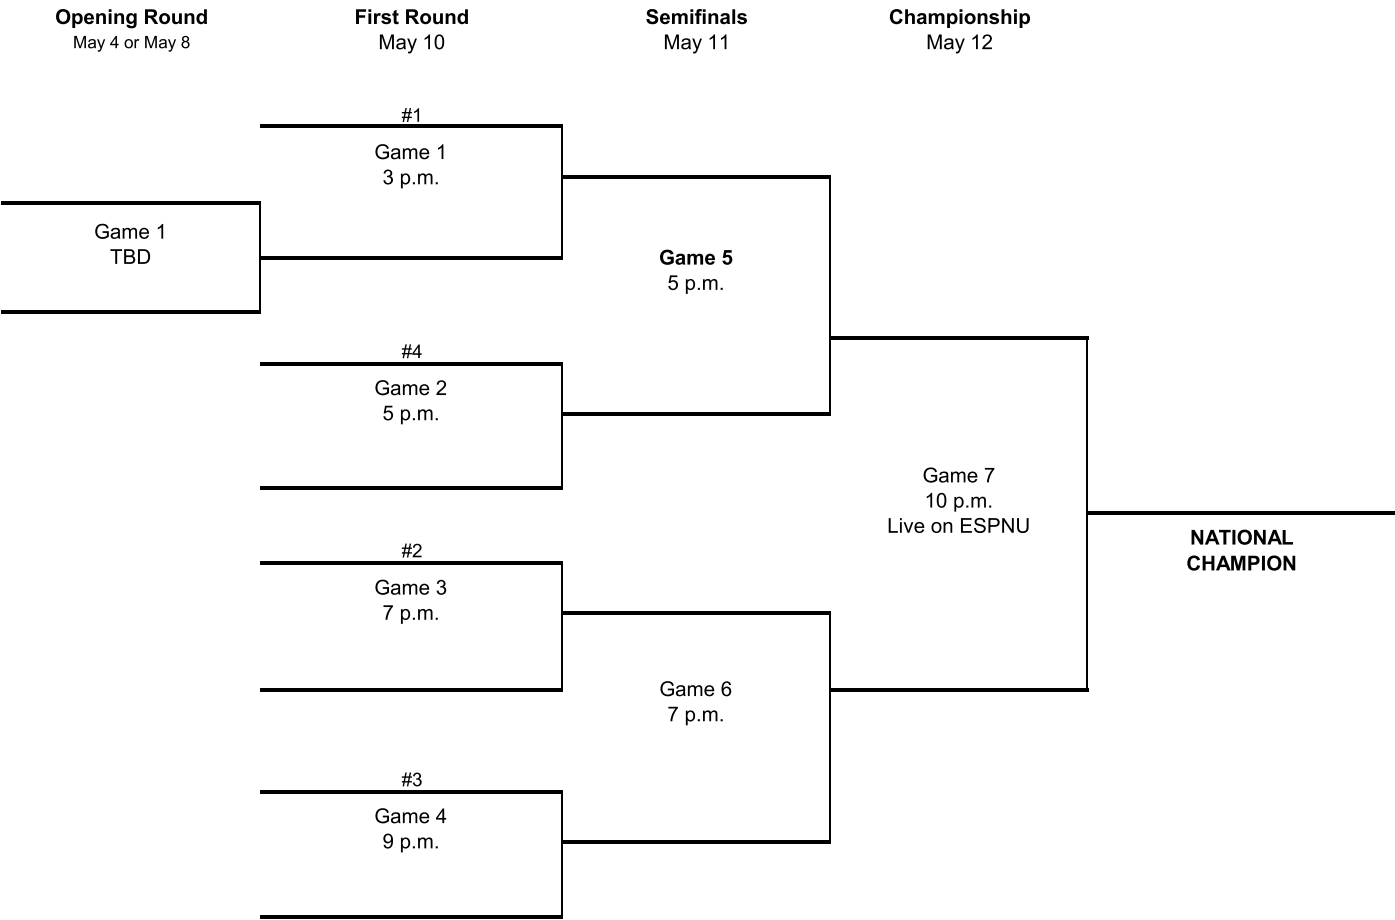 Opening Round
May 4 or May 8
First Round
May 10
Semifinals
May 11
Championship
May 12
#1
Game 1
3 p.m.
Game 1
TBD
Game 5
5 p.m.
#4
Game 2
5 p.m.
Game 7
10 p.m.
Live on ESPNU
NATIONAL
CHAMPION
#2
Game 3
7 p.m.
Game 6
7 p.m.
#3
Game 4
9 p.m.